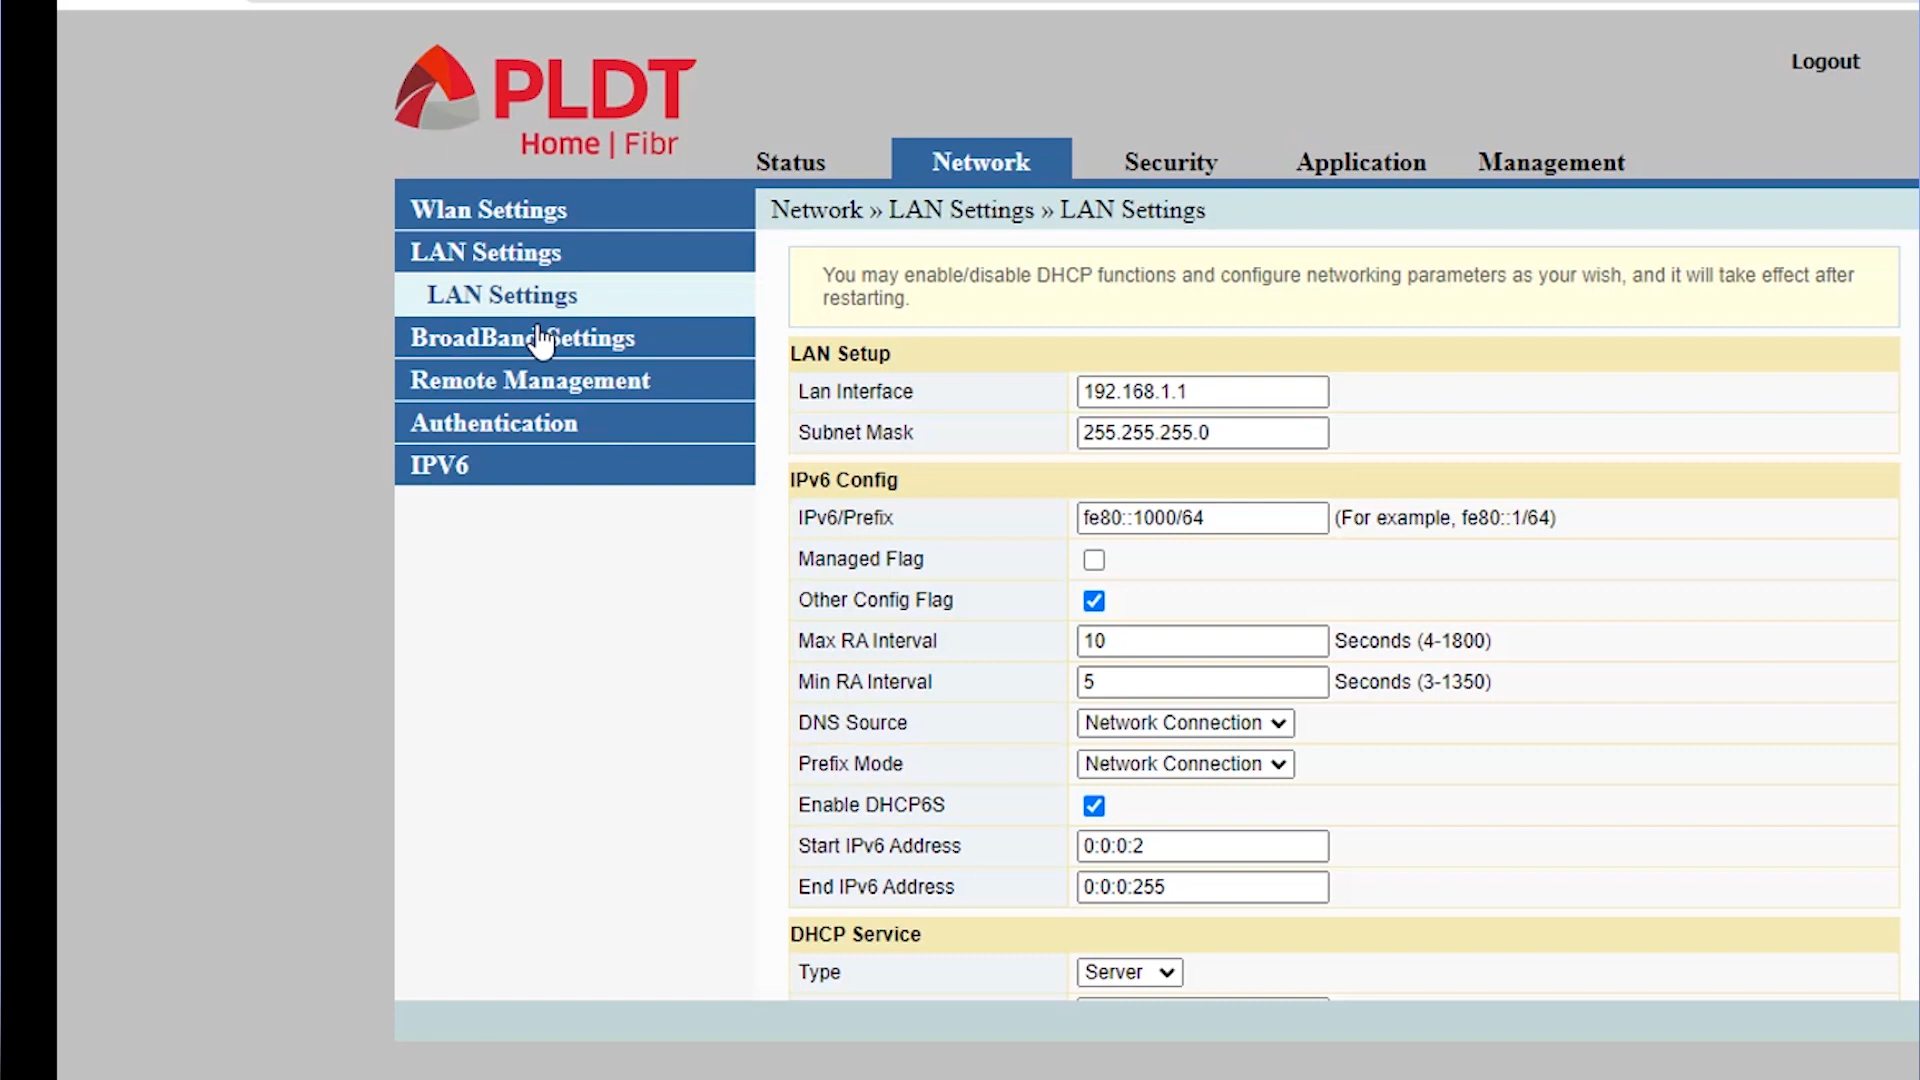 PLDT
Home | Fibr
Logout
Status Network Security Application Management
Wlan Settings
LAN Settings
LAN Settings
BroadBand Settings
Remote Management
Authentication
IPV6
Network » LAN Settings » LAN Settings
You may enable/disable DHCP functions and configure networking parameters as your wish, and it will take effect after
restarting.
LAN Setup
Lan Interface 192.168.1.1
Subnet Mask 255.255.255.0
IPv6 Config
IPv6/Prefix fe80::1000/64 (For example, fe80::1/64)
Managed Flag
Other Config Flag
Max RA Interval 10 Seconds (4-1800)
Min RA Interval 5 Seconds (3-1350)
DNS Source Network Connection
Prefix Mode Network Connection
Enable DHCP6S
Start IPv6 Address 0:0:0:2
End IPv6 Address 0:0:0:255
DHCP Service
Type Server